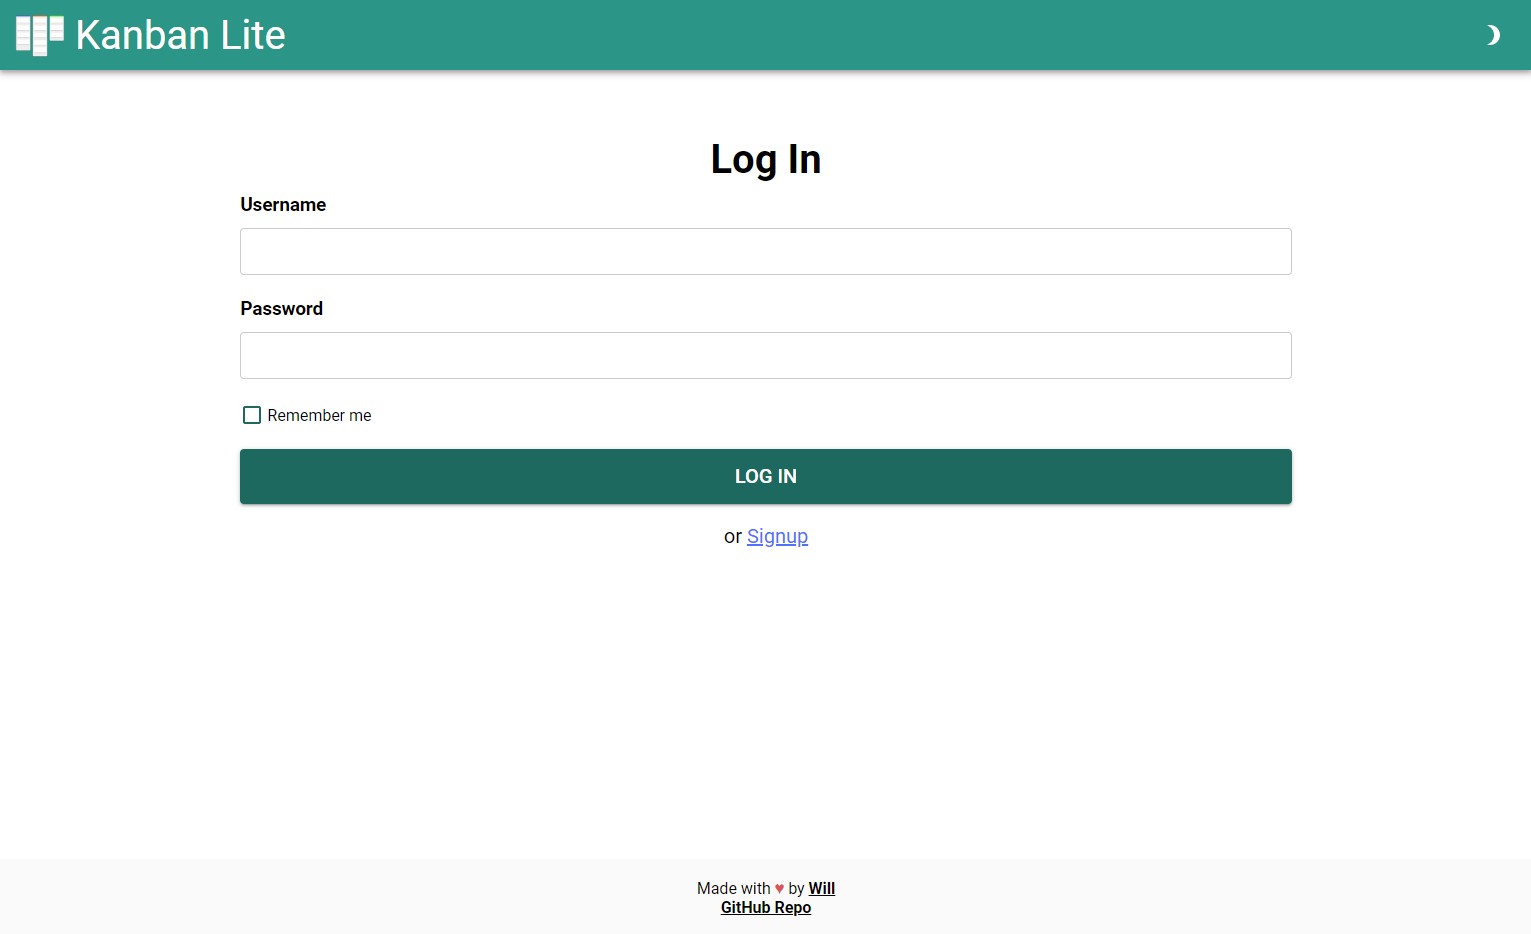 Kanban Lite
Log In
Username
Password
Remember me
LOG IN
or Signup
Made with ♥ by Will
GitHub Repo